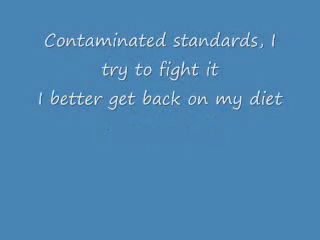 Contaminated standards, I
try to fight it
I better get back on my diet